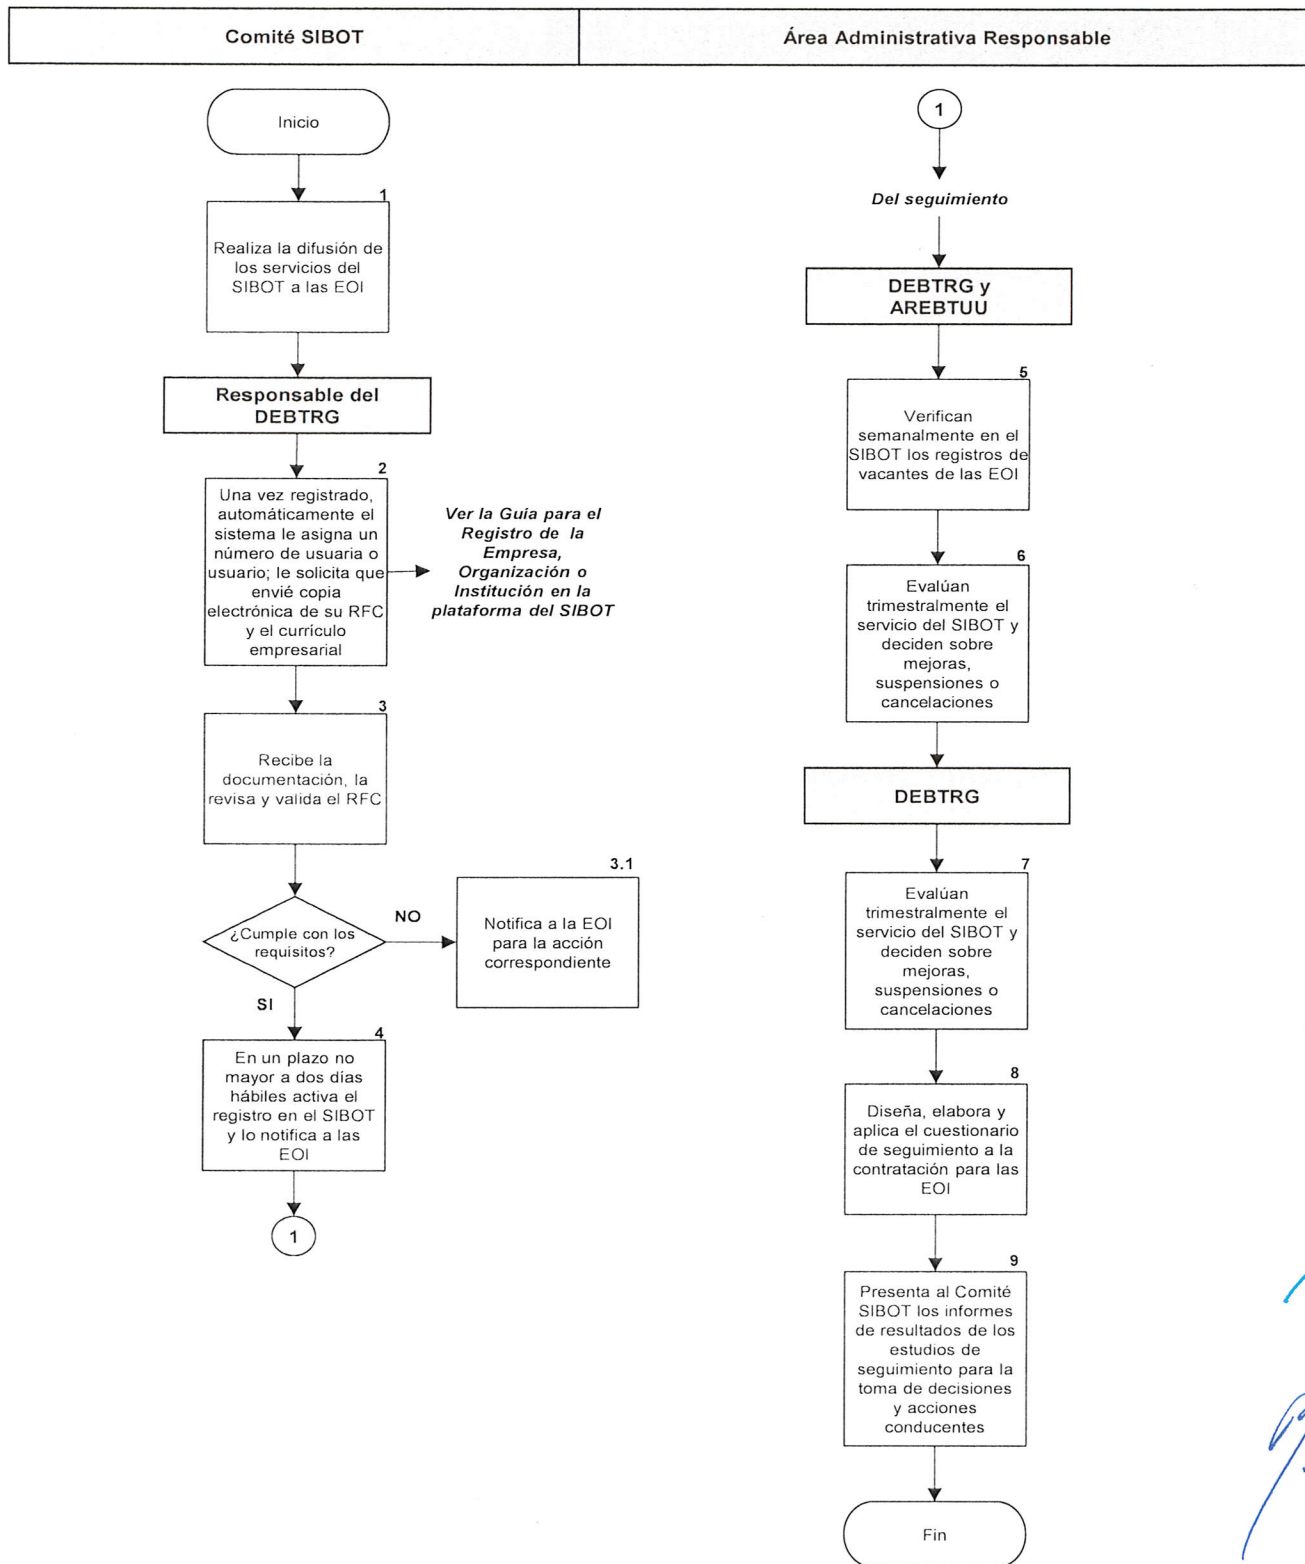 Comité SIBOT
Área Administrativa Responsable
Inicio
1
Realiza la difusión de
los servicios del
SIBOT a las EOI
Responsable del
DEBTRG
2
Una vez registrado,
automáticamente el
sistema le asigna un
número de usuaria o
usuario; le solicita que
envié copia
electrónica de su RFC
y el currículo
empresarial
Ver la Guía para el
Registro de la
Empresa,
Organización o
Institución en la
plataforma del SIBOT
3
Recibe la
documentación, la
revisa y valida el RFC
¿Cumple con los
requisitos?
NO
3.1
Notifica a la EOI
para la acción
correspondiente
SI
4
En un plazo no
mayor a dos días
hábiles activa el
registro en el SIBOT
y lo notifica a las
EOI
1
1
Del seguimiento
DEBTRG y
AREBTUU
5
Verifican
semanalmente en el
SIBOT los registros de
vacantes de las EOI
6
Evalúan
trimestralmente el
servicio del SIBOT y
deciden sobre
mejoras,
suspensiones o
cancelaciones
DEBTRG
7
Evalúan
trimestralmente el
servicio del SIBOT y
deciden sobre
mejoras,
suspensiones o
cancelaciones
8
Diseña, elabora y
aplica el cuestionario
de seguimiento a la
contratación para las
EOI
9
Presenta al Comité
SIBOT los informes
de resultados de los
estudios de
seguimiento para la
toma de decisiones
y acciones
conducentes
Fin